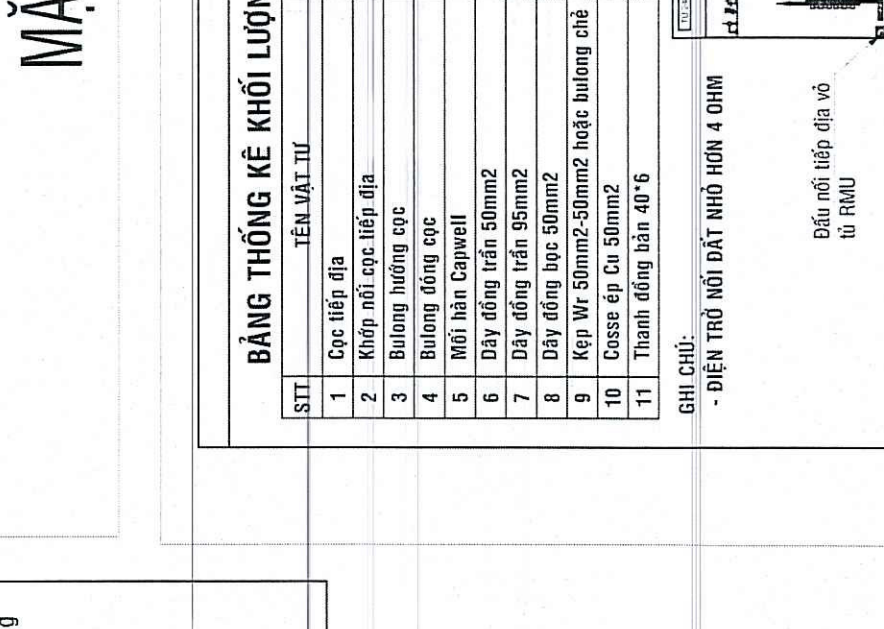 MẶ
BẢNG THỐNG KÊ KHỐI LƯỢN
STT TÊN VẬT TƯ
1 Cọc tiếp địa
2 Khớp nối cọc tiếp địa
3 Bulong hướng cọc
4 Bulong đóng cọc
5 Mối hàn Capwell
6 Dây đồng trần 50mm2
7 Dây đồng trần 95mm2
8 Dây đồng bọc 50mm2
9 Kẹp Wr 50mm2-50mm2 hoặc bulong chẻ
10 Cosse ép Cu 50mm2
11 Thanh đồng bản 40*6
GHI CHÚ:
- ĐIỆN TRỞ NỐI ĐẤT NHỎ HƠN 4 OHM
Đấu nối tiếp địa vỏ
tủ RMU
g